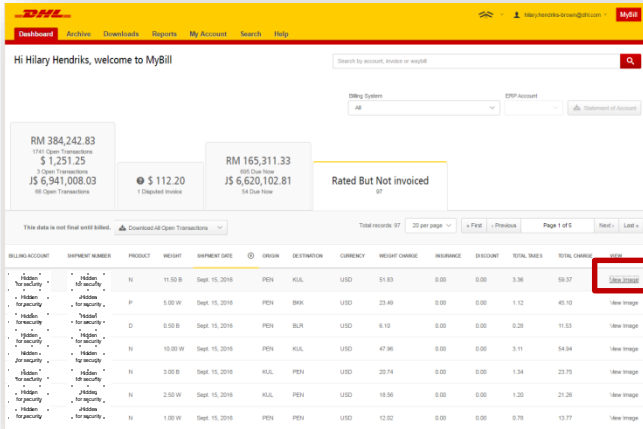 DHL
hilary.hendriks-brown@dhl.com
MyBill
Dashboard Archive Downloads Reports My Account Search Help
Hi Hilary Hendriks, welcome to MyBill
Search by account, invoice or waybill
Billing System ERP Account
All
Statement of Account
RM 384,242.83
1741 Open Transactions
$ 1,251.25
3 Open Transactions
J$ 6,941,008.03
66 Open Transactions
$ 112.20
1 Disputed Invoice
RM 165,311.33
695 Due Now
J$ 6,620,102.81
54 Due Now
Rated But Not invoiced
97
This data is not final until billed. Download All Open Transactions
Total records: 97 20 per page « First ‹ Previous Page 1 of 5 Next › Last »
BILLING ACCOUNT SHIPMENT NUMBER PRODUCT WEIGHT SHIPMENT DATE ORIGIN DESTINATION CURRENCY WEIGHT CHARGE INSURANCE DISCOUNT TOTAL TAXES TOTAL CHARGE VIEW
Hidden for security Hidden for security N 11.50 B Sept. 15, 2016 PEN KUL USD 51.83 0.00 0.00 3.36 59.37 View Image
Hidden for security Hidden for security P 5.00 W Sept. 15, 2016 PEN BKK USD 23.49 0.00 0.00 1.12 45.10 View Image
Hidden for security Hidden for security D 0.50 B Sept. 15, 2016 PEN BLR USD 6.10 0.00 0.00 0.28 11.53 View Image
Hidden for security Hidden for security N 10.00 W Sept. 15, 2016 PEN KUL USD 47.96 0.00 0.00 3.11 54.94 View Image
Hidden for security Hidden for security N 3.00 B Sept. 15, 2016 KUL PEN USD 20.74 0.00 0.00 1.34 23.75 View Image
Hidden for security Hidden for security N 2.50 W Sept. 15, 2016 KUL PEN USD 18.56 0.00 0.00 1.20 21.26 View Image
Hidden for security Hidden for security N 1.00 W Sept. 15, 2016 KUL PEN USD 12.02 0.00 0.00 0.78 13.77 View Image